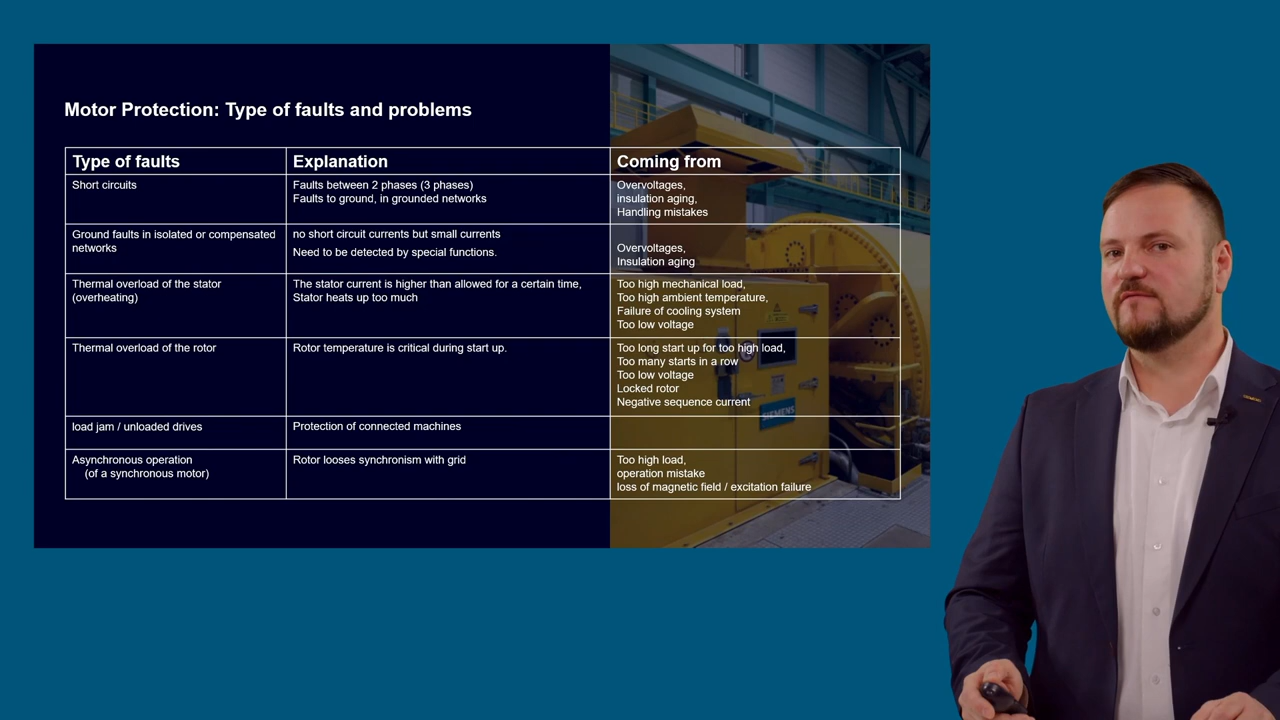 Motor Protection: Type of faults and problems
Type of faults
Explanation
Coming from
Short circuits
Faults between 2 phases (3 phases)
Faults to ground, in grounded networks
Overvoltages,
insulation aging,
Handling mistakes
Ground faults in isolated or compensated
networks
no short circuit currents but small currents
Need to be detected by special functions.
Overvoltages,
Insulation aging
Thermal overload of the stator
(overheating)
The stator current is higher than allowed for a certain time,
Stator heats up too much
Too high mechanical load,
Too high ambient temperature,
Failure of cooling system
Too low voltage
Thermal overload of the rotor
Rotor temperature is critical during start up.
Too long start up for too high load,
Too many starts in a row
Too low voltage
Locked rotor
Negative sequence current
load jam / unloaded drives
Protection of connected machines
Asynchronous operation
(of a synchronous motor)
Rotor looses synchronism with grid
Too high load,
operation mistake
loss of magnetic field / excitation failure
SIEMENS